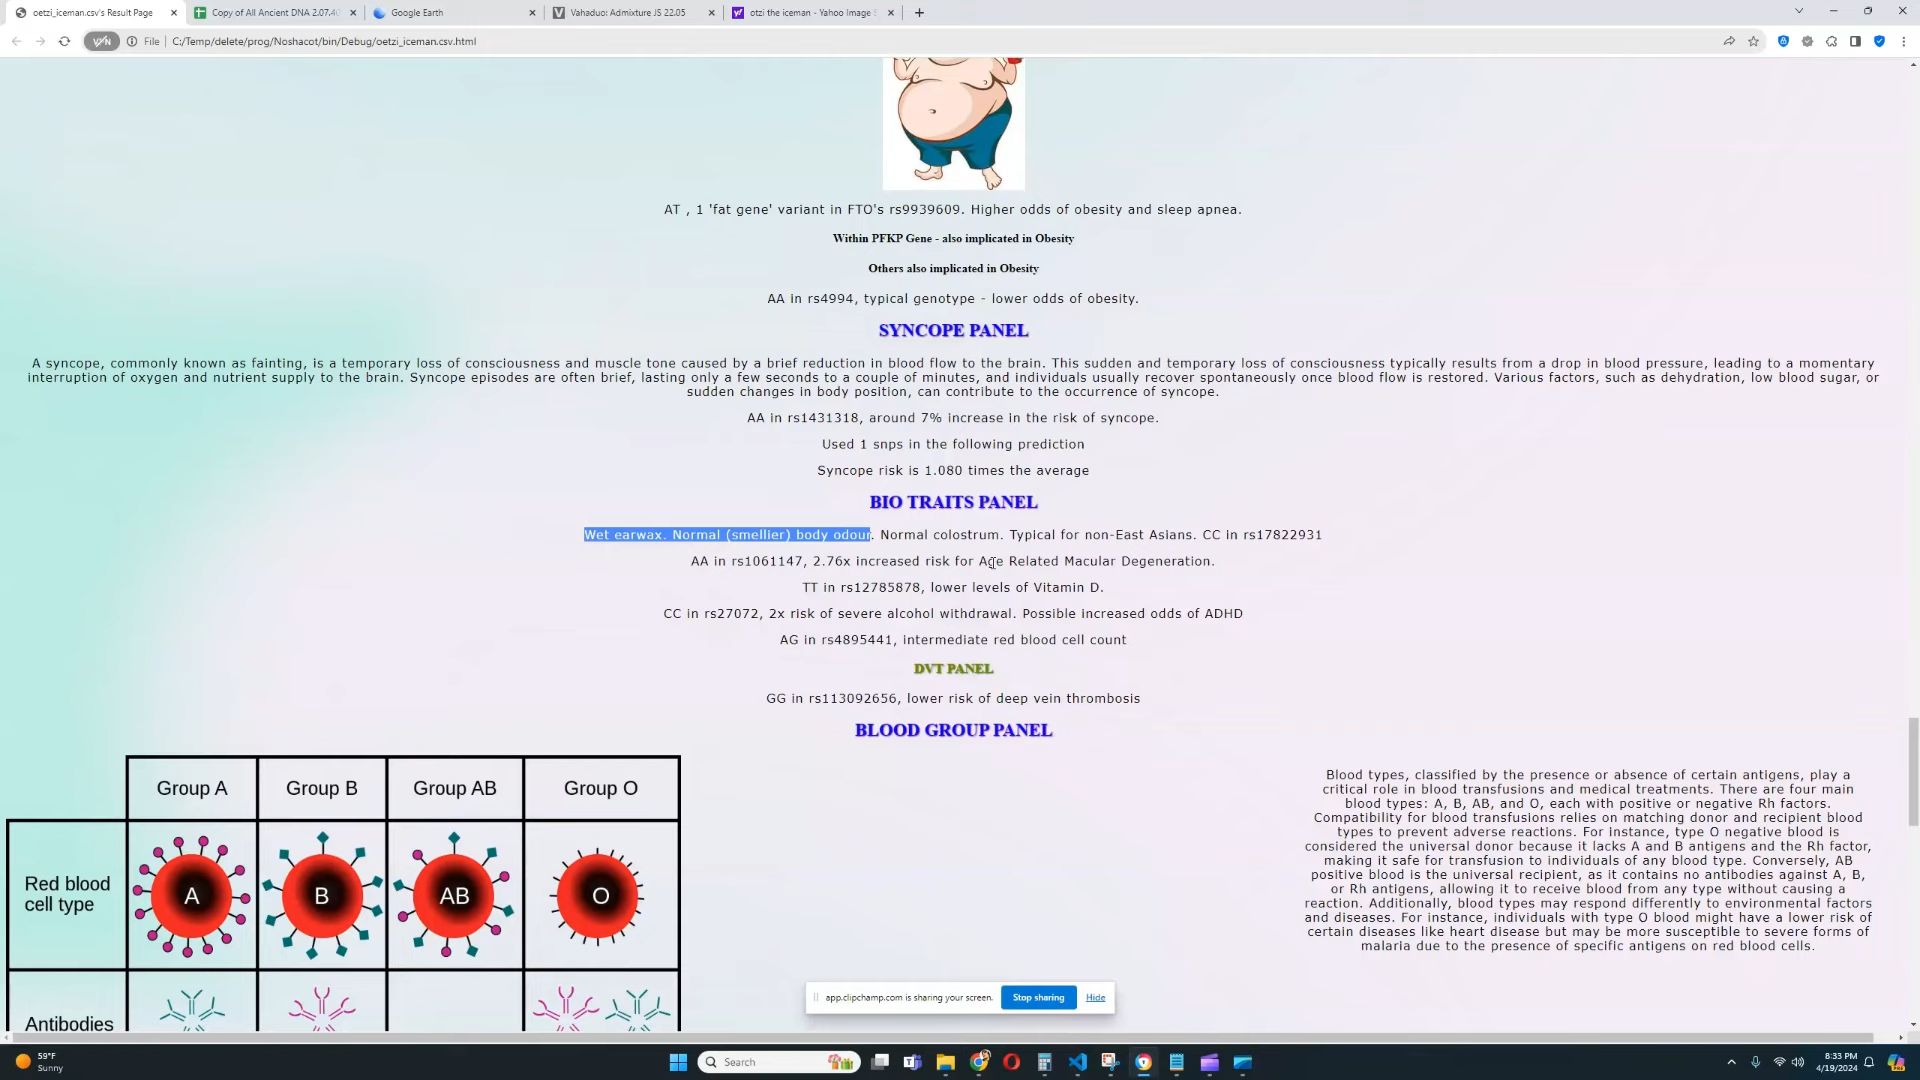 oetzi_iceman.csv's Result Page
Copy of All Ancient DNA 2.07.40
Google Earth
Vahaduo: Admixture JS 22.05
otzi the iceman - Yahoo Image
VPN File C:/Temp/delete/prog/Noshacot/bin/Debug/oetzi_iceman.csv.html
AT , 1 'fat gene' variant in FTO's rs9939609. Higher odds of obesity and sleep apnea.
Within PFKP Gene - also implicated in Obesity
Others also implicated in Obesity
AA in rs4994, typical genotype - lower odds of obesity.
SYNCOPE PANEL
A syncope, commonly known as fainting, is a temporary loss of consciousness and muscle tone caused by a brief reduction in blood flow to the brain. This sudden and temporary loss of consciousness typically results from a drop in blood pressure, leading to a momentary
interruption of oxygen and nutrient supply to the brain. Syncope episodes are often brief, lasting only a few seconds to a couple of minutes, and individuals usually recover spontaneously once blood flow is restored. Various factors, such as dehydration, low blood sugar, or
sudden changes in body position, can contribute to the occurrence of syncope.
AA in rs1431318, around 7% increase in the risk of syncope.
Used 1 snps in the following prediction
Syncope risk is 1.080 times the average
BIO TRAITS PANEL
Wet earwax. Normal (smellier) body odour. Normal colostrum. Typical for non-East Asians. CC in rs17822931
AA in rs1061147, 2.76x increased risk for Age Related Macular Degeneration.
TT in rs12785878, lower levels of Vitamin D.
CC in rs27072, 2x risk of severe alcohol withdrawal. Possible increased odds of ADHD
AG in rs4895441, intermediate red blood cell count
DVT PANEL
GG in rs113092656, lower risk of deep vein thrombosis
BLOOD GROUP PANEL
Group A Group B Group AB Group O
Red blood
cell type
A B AB O
Antibodies
Blood types, classified by the presence or absence of certain antigens, play a
critical role in blood transfusions and medical treatments. There are four main
blood types: A, B, AB, and O, each with positive or negative Rh factors.
Compatibility for blood transfusions relies on matching donor and recipient blood
types to prevent adverse reactions. For instance, type O negative blood is
considered the universal donor because it lacks A and B antigens and the Rh factor,
making it safe for transfusion to individuals of any blood type. Conversely, AB
positive blood is the universal recipient, as it contains no antibodies against A, B,
or Rh antigens, allowing it to receive blood from any type without causing a
reaction. Additionally, blood types may respond differently to environmental factors
and diseases. For instance, individuals with type O blood might have a lower risk of
certain diseases like heart disease but may be more susceptible to severe forms of
malaria due to the presence of specific antigens on red blood cells.
app.clipchamp.com is sharing your screen. Stop sharing Hide
59°F
Sunny
Search
8:33 PM
4/19/2024